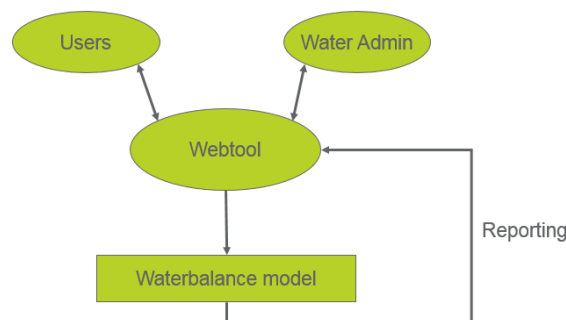 Users
Water Admin
Webtool
Reporting
Waterbalance model